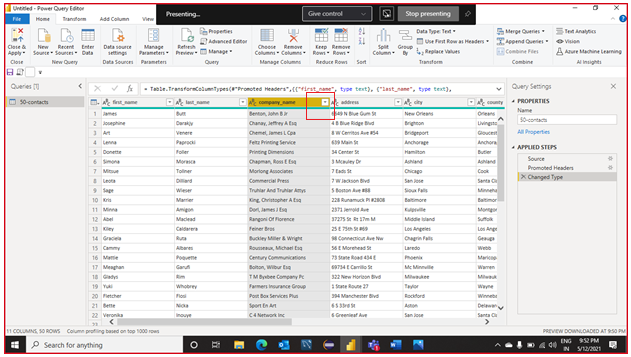 Untitled - Power Query Editor
Presenting...
Give control
Stop presenting
File Home Transform Add Column View
Close & Apply
New Source
Recent Sources
Enter Data
Data source settings
Manage Parameters
Refresh Preview
Properties
Advanced Editor
Manage
Choose Columns
Remove Columns
Keep Rows
Remove Rows
Split Column
Group By
Data Type: Text
Use First Row as Headers
Replace Values
Merge Queries
Append Queries
Combine Files
Text Analytics
Vision
Azure Machine Learning
Close New Query Data Sources Parameters Query Manage Columns Reduce Rows Sort Transform Combine AI Insights
Queries [1]
50-contacts
= Table.TransformColumnTypes(#"Promoted Headers",{{"first_name", type text}, {"last_name", type text},
first_name last_name company_name address city county
1 James Butt Benton, John B Jr 6649 N Blue Gum St New Orleans Orleans
2 Josephine Darakjy Chanay, Jeffrey A Esq 4 B Blue Ridge Blvd Brighton Livingston
3 Art Venere Chemel, James L Cpa 8 W Cerritos Ave #54 Bridgeport Gloucester
4 Lenna Paprocki Feltz Printing Service 639 Main St Anchorage Anchorage
5 Donette Foller Printing Dimensions 34 Center St Hamilton Butler
6 Simona Morasca Chapman, Ross E Esq 3 Mcauley Dr Ashland Ashland
7 Mitsue Tollner Morlong Associates 7 Eads St Chicago Cook
8 Leota Dilliard Commercial Press 7 W Jackson Blvd San Jose Santa Clara
9 Sage Wieser Truhlar And Truhlar Attys 5 Boston Ave #88 Sioux Falls Minnehaha
10 Kris Marrier King, Christopher A Esq 228 Runamuck Pl #2808 Baltimore Baltimore
11 Minna Amigon Dorl, James J Esq 2371 Jerrold Ave Kulpsville Montgomery
12 Abel Maclead Rangoni Of Florence 37275 St Rt 17m M Middle Island Suffolk
13 Kiley Caldarera Feiner Bros 25 E 75th St #69 Los Angeles Los Angeles
14 Graciela Ruta Buckley Miller & Wright 98 Connecticut Ave Nw Chagrin Falls Geauga
15 Cammy Albares Rousseaux, Michael Esq 56 E Morehead St Laredo Webb
16 Mattie Poquette Century Communications 73 State Road 434 E Phoenix Maricopa
17 Meaghan Garufi Bolton, Wilbur Esq 69734 E Carrillo St Mc Minnville Warren
18 Gladys Rim T M Byxbee Company Pc 322 New Horizon Blvd Milwaukee Milwaukee
19 Yuki Whobrey Farmers Insurance Group 1 State Route 27 Taylor Wayne
20 Fletcher Flosi Post Box Services Plus 394 Manchester Blvd Rockford Winnebago
21 Bette Nicka Sport En Art 6 S 33rd St Aston Delaware
22 Veronika Inouye C 4 Network Inc 6 Greenleaf Ave San Jose Santa Clara
Query Settings
PROPERTIES
Name
50-contacts
All Properties
APPLIED STEPS
Source
Promoted Headers
Changed Type
11 COLUMNS, 50 ROWS Column profiling based on top 1000 rows
PREVIEW DOWNLOADED AT 9:50 PM
Type here to search
ENG
IN
9:52 PM
5/12/2021